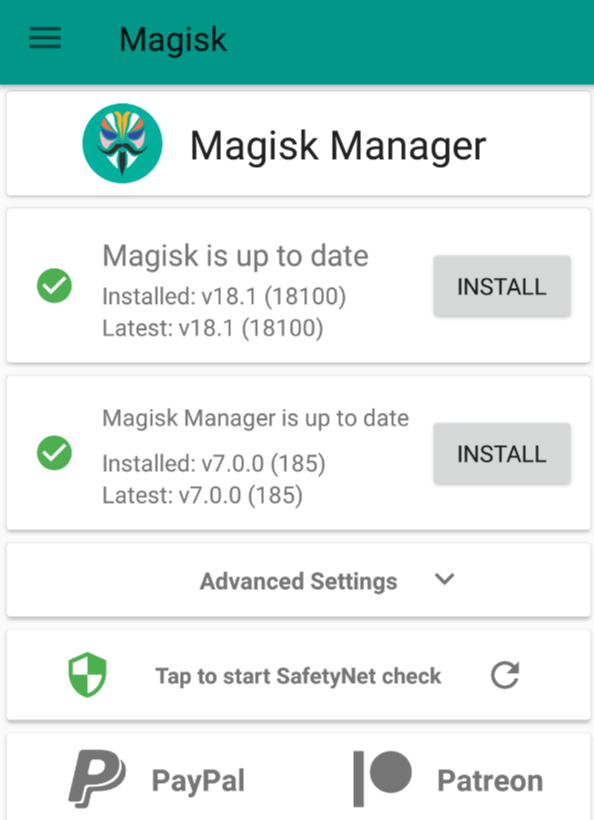 Magisk
Magisk Manager
Magisk is up to date
Installed: v18.1 (18100)
Latest: v18.1 (18100)
INSTALL
Magisk Manager is up to date
Installed: v7.0.0 (185)
Latest: v7.0.0 (185)
INSTALL
Advanced Settings
Tap to start SafetyNet check
PayPal
Patreon